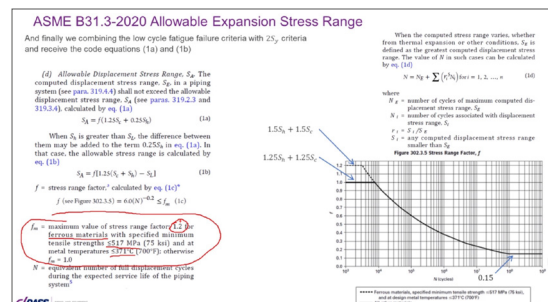 ASME B31.3-2020 Allowable Expansion Stress Range
And finally we combining the low cycle fatigue failure criteria with 2Sy criteria
and receive the code equations (1a) and (1b)
(d) Allowable Displacement Stress Range, SA. The
computed displacement stress range, SE, in a piping
system (see para. 319.4.4) shall not exceed the allowable
displacement stress range, SA (see paras. 319.2.3 and
319.3.4), calculated by eq. (1a)
SA = f(1.25Sc + 0.25Sh) (1a)
When Sh is greater than SL, the difference between
them may be added to the term 0.25Sh in eq. (1a). In
that case, the allowable stress range is calculated by
eq. (1b)
SA = f[1.25(Sc + Sh) − SL] (1b)
f = stress range factor, calculated by eq. (1c)
f (see Figure 302.3.5) = 6.0(N)^−0.2 ≤ fm (1c)
fm = maximum value of stress range factor; 1.2 for
ferrous materials with specified minimum
tensile strengths ≤517 MPa (75 ksi) and at
metal temperatures ≤371°C (700°F); otherwise
fm = 1.0
N = equivalent number of full displacement cycles
during the expected service life of the piping
system5
When the computed stress range varies, whether
from thermal expansion or other conditions, SE is
defined as the greatest computed displacement stress
range. The value of N in such cases can be calculated
by eq. (1d)
N = NE + ∑(ri^5Ni) for i = 1, 2, ..., n (1d)
where
NE = number of cycles of maximum computed dis-
placement stress range, SE
Ni = number of cycles associated with displacement
stress range, Si
ri = Si/SE
Si = any computed displacement stress range
smaller than SE
Figure 302.3.5 Stress Range Factor, f
1.5Sh + 1.5Sc
1.25Sh + 1.25Sc
1.2
1.1
1.0
0.9
0.8
0.7
0.6
0.5
0.4
0.3
0.2
0.1
N (cycles)
0.15
Ferrous materials, specified minimum tensile strength ≤517 MPa (75 ksi),
and at design metal temperatures ≤371°C (700°F)